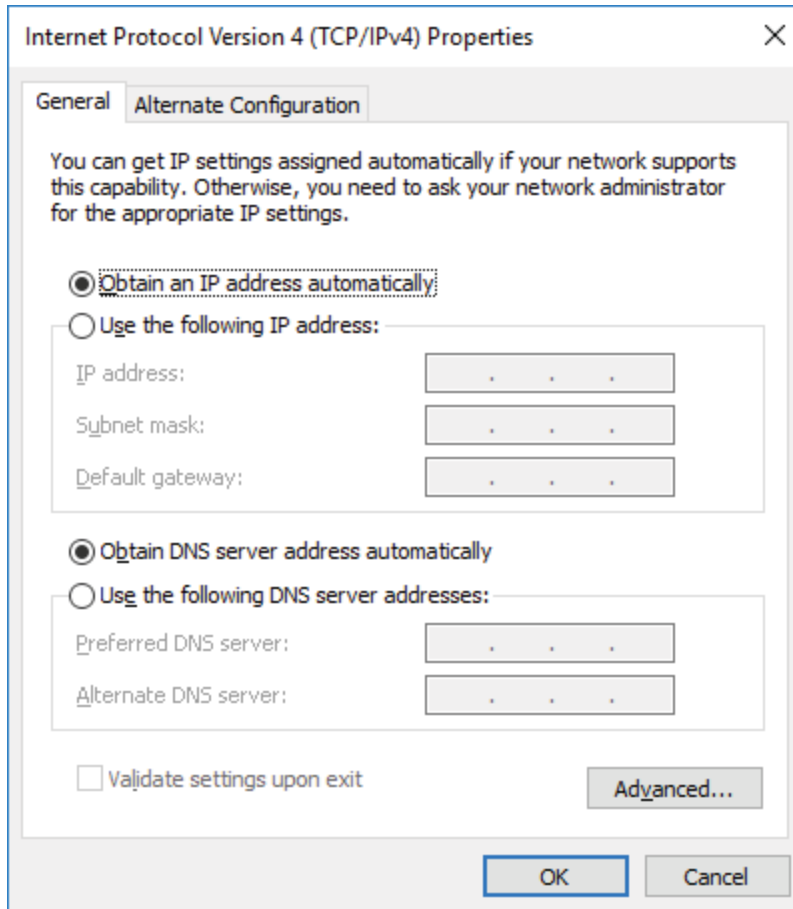 Internet Protocol Version 4 (TCP/IPv4) Properties
General
Alternate Configuration
You can get IP settings assigned automatically if your network supports
this capability. Otherwise, you need to ask your network administrator
for the appropriate IP settings.
Obtain an IP address automatically
Use the following IP address:
IP address:
. . .
Subnet mask:
. . .
Default gateway:
. . .
Obtain DNS server address automatically
Use the following DNS server addresses:
Preferred DNS server:
. . .
Alternate DNS server:
. . .
Validate settings upon exit
Advanced...
OK
Cancel